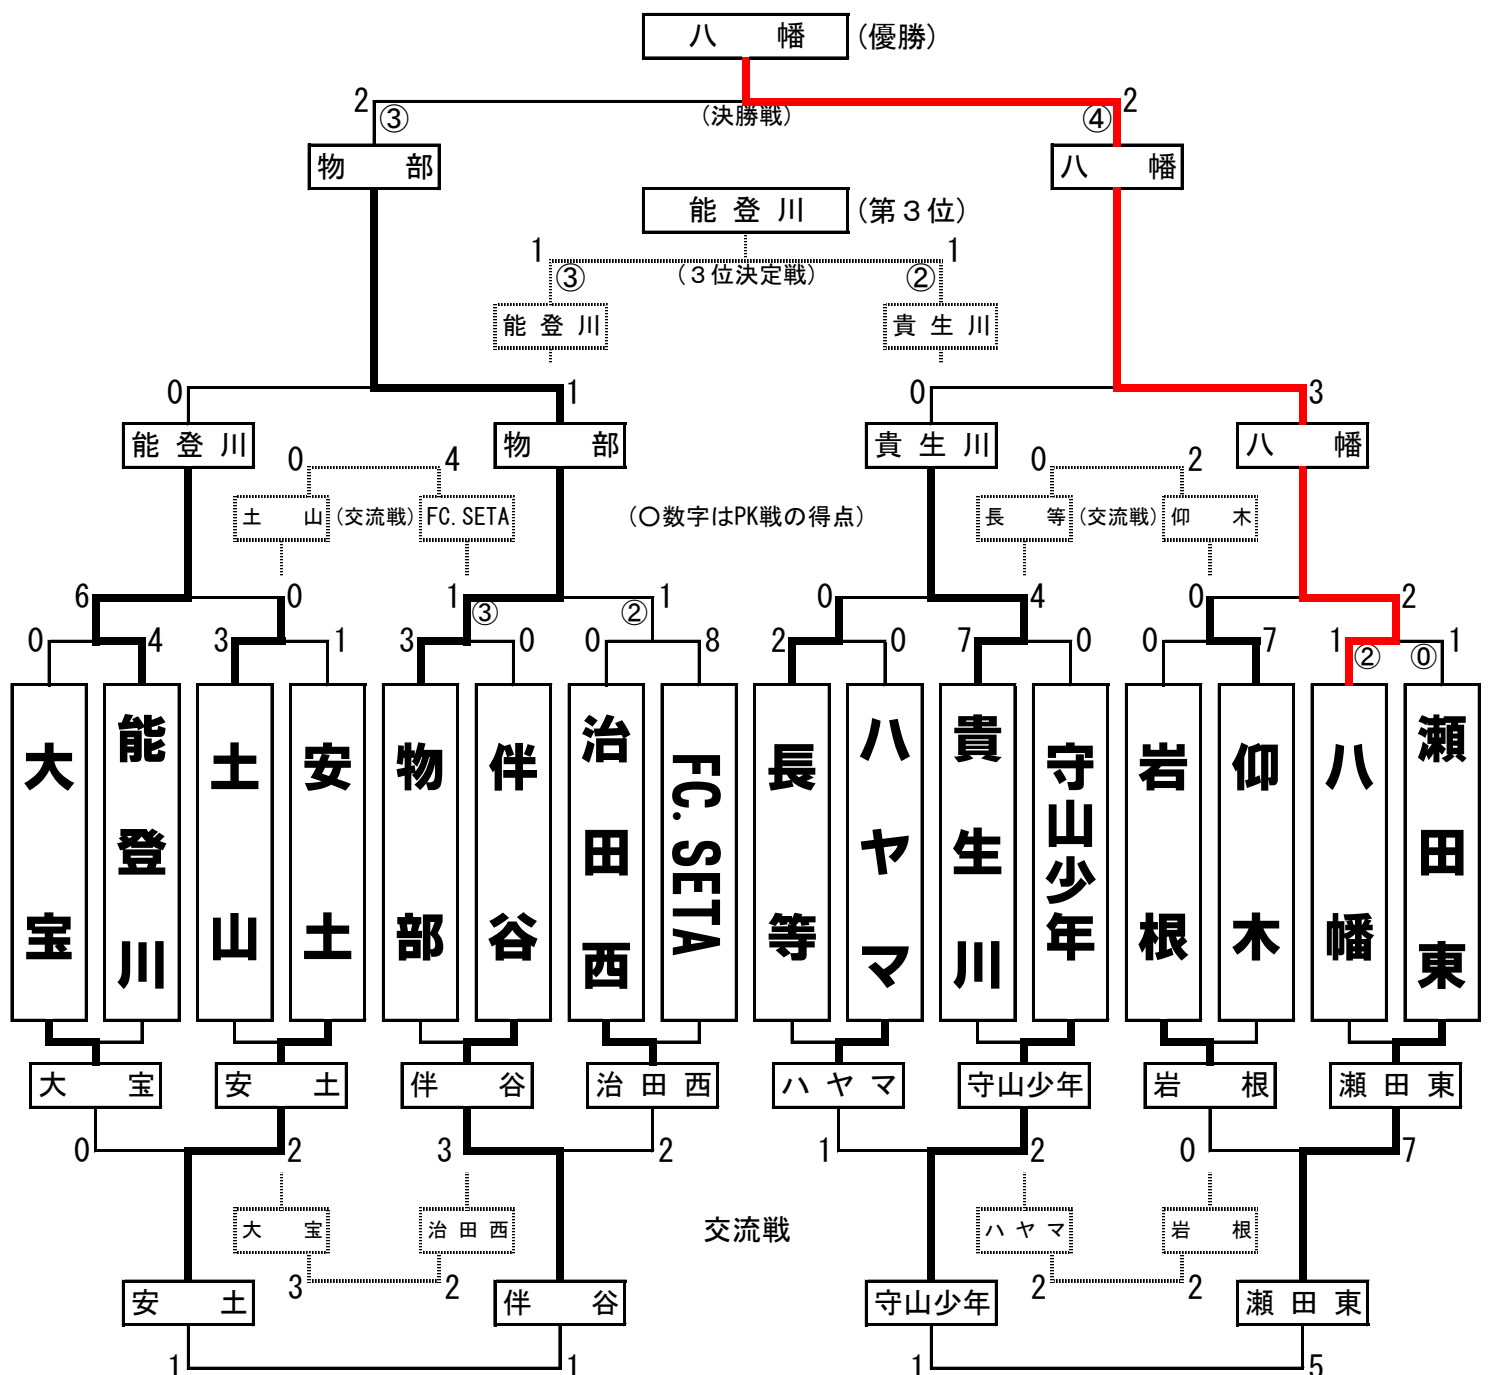 八幡 (優勝)
2 2
③ (決勝戦) ④
物部 八幡
能登川 (第３位)
1 1
③ (３位決定戦) ②
能登川 貴生川
0 1 0 3
能登川 物部 貴生川 八幡
0 4 0 2
土山 (交流戦) FC.SETA (〇数字はPK戦の得点) 長等 (交流戦) 仰木
6 0 1 1 0 4 0 2
③ ②
0 4 3 1 3 0 0 8 2 0 7 0 0 7 1 1
② ⓪
大宝 能登川 土山 安土 物部 伴谷 治田西 FC.SETA 長等 ハヤマ 貴生川 守山少年 岩根 仰木 八幡 瀬田東
大宝 安土 伴谷 治田西 ハヤマ 守山少年 岩根 瀬田東
0 2 3 2 1 2 0 7
大宝 治田西 交流戦 ハヤマ 岩根
3 2 2 2
安土 伴谷 守山少年 瀬田東
1 1 1 5